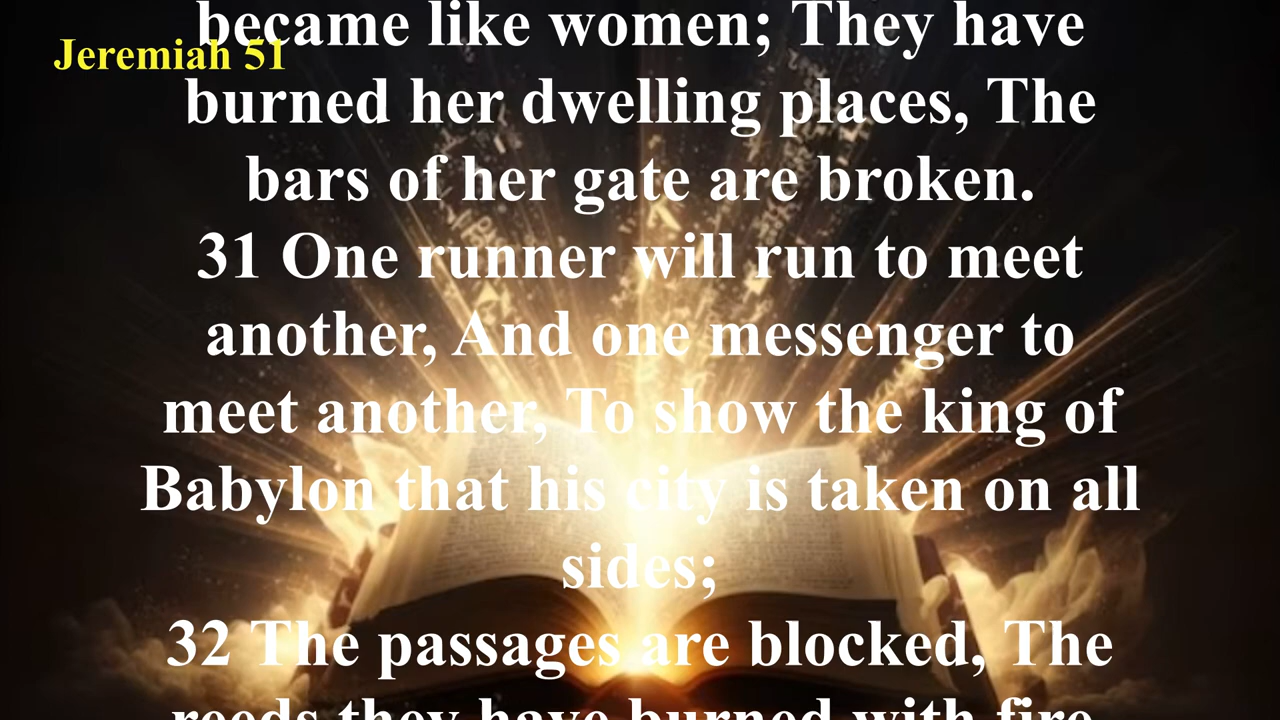 became like women; They have
Jeremiah 51
burned her dwelling places, The
bars of her gate are broken.
31 One runner will run to meet
another, And one messenger to
meet another, To show the king of
Babylon that his city is taken on all
sides;
32 The passages are blocked, The
reeds they have burned with fire,